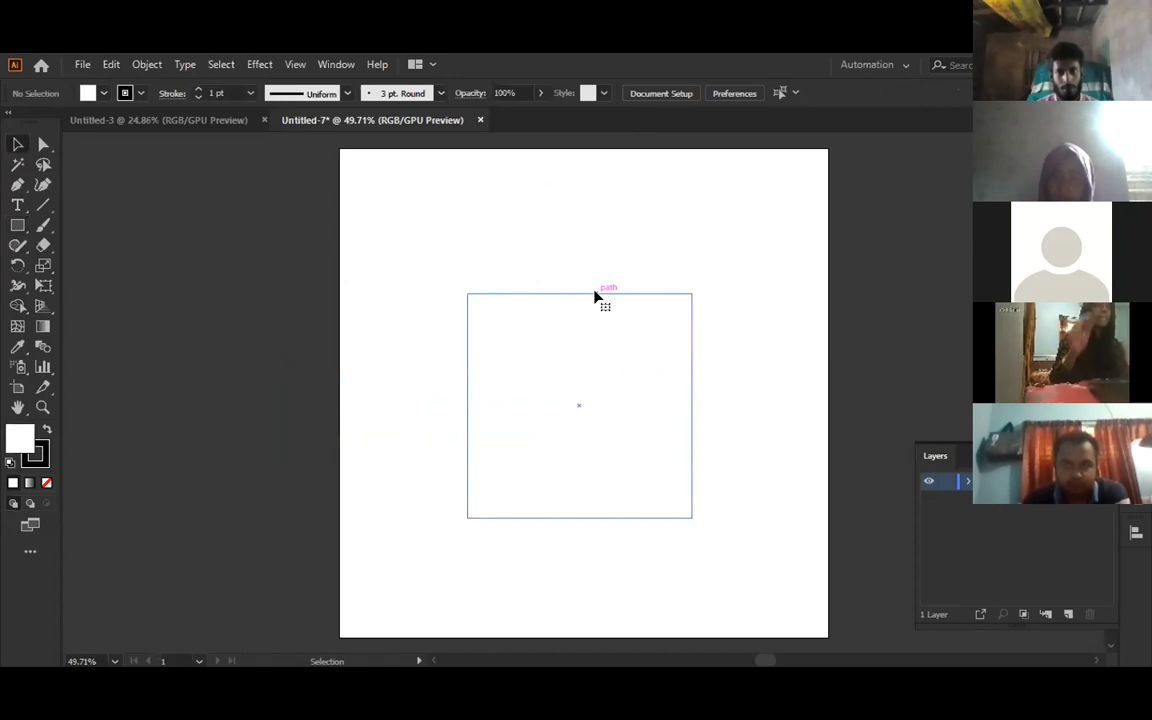 Ai File Edit Object Type Select Effect View Window Help Automation Searc
No Selection Stroke: 1 pt Uniform 3 pt. Round Opacity: 100% Style: Document Setup Preferences
Untitled-3 @ 24.86% (RGB/GPU Preview) × Untitled-7* @ 49.71% (RGB/GPU Preview) ×
path
Layers
1 Layer
49.71% 1 Selection